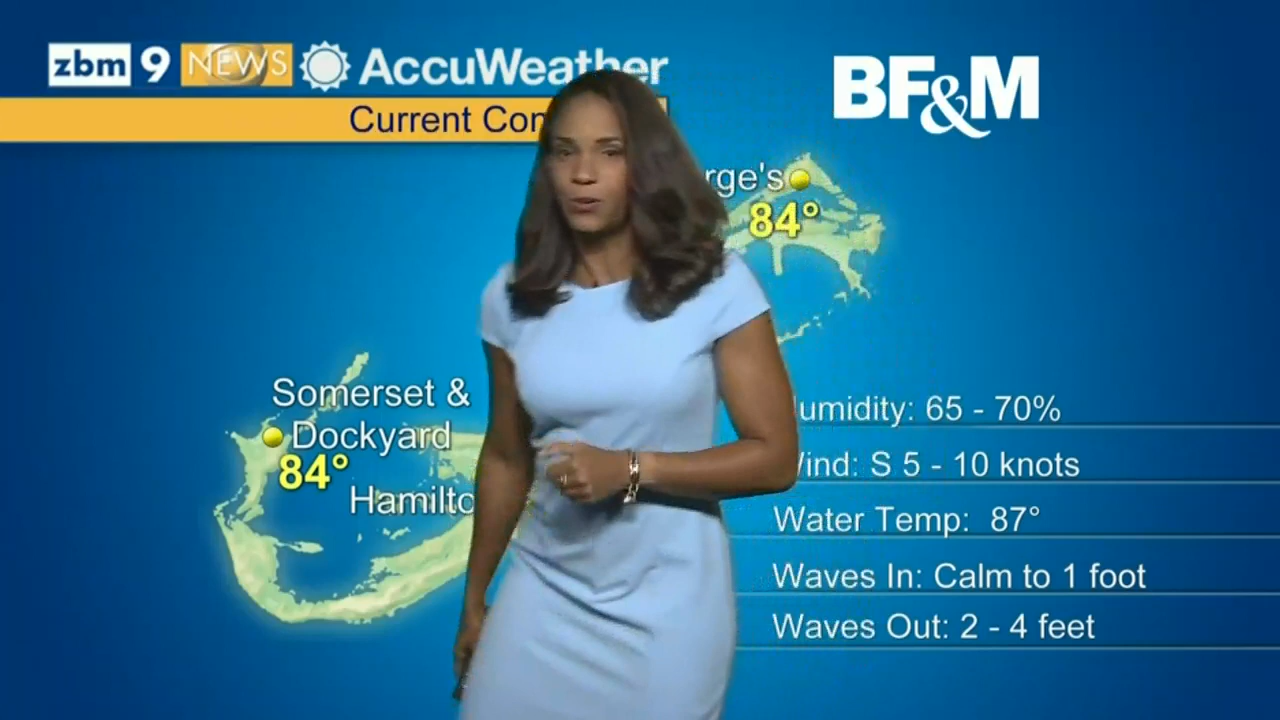 zbm 9 NEWS AccuWeather
BF&M
Current Con
rge's
84°
Somerset &
Dockyard
84°
Hamilto
umidity: 65 - 70%
Wind: S 5 - 10 knots
Water Temp: 87°
Waves In: Calm to 1 foot
Waves Out: 2 - 4 feet